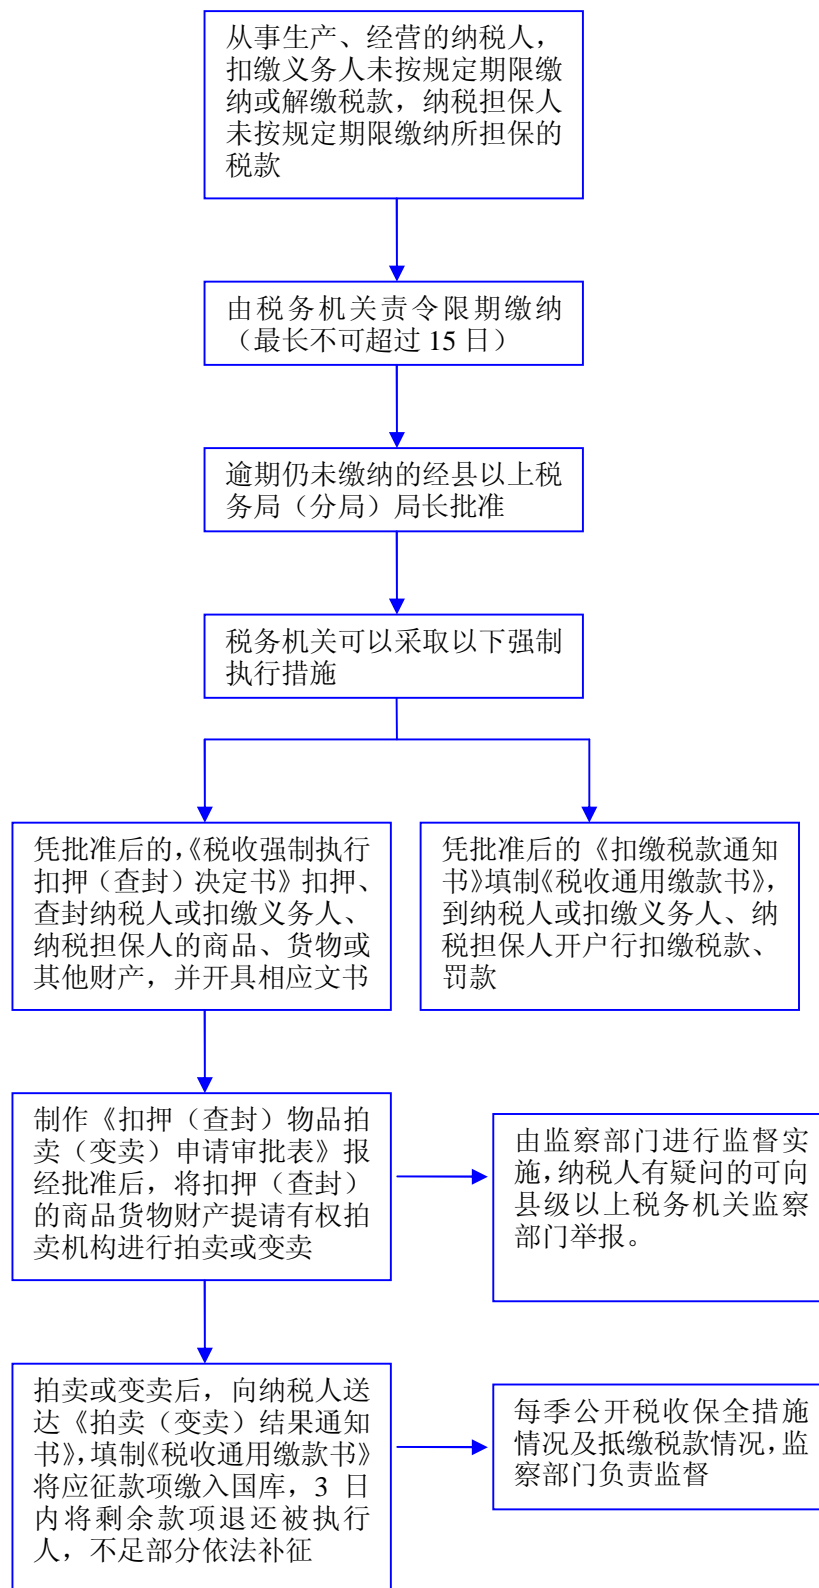 从事生产、经营的纳税人，
扣缴义务人未按规定期限缴
纳或解缴税款，纳税担保人
未按规定期限缴纳所担保的
税款
由税务机关责令限期缴纳
（最长不可超过 15 日）
逾期仍未缴纳的经县以上税
务局（分局）局长批准
税务机关可以采取以下强制
执行措施
凭批准后的，《税收强制执行
扣押（查封）决定书》扣押、
查封纳税人或扣缴义务人、
纳税担保人的商品、货物或
其他财产，并开具相应文书
凭批准后的《扣缴税款通知
书》填制《税收通用缴款书》，
到纳税人或扣缴义务人、纳
税担保人开户行扣缴税款、
罚款
制作《扣押（查封）物品拍
卖（变卖）申请审批表》报
经批准后，将扣押（查封）
的商品货物财产提请有权拍
卖机构进行拍卖或变卖
由监察部门进行监督实
施，纳税人有疑问的可向
县级以上税务机关监察
部门举报。
拍卖或变卖后，向纳税人送
达《拍卖（变卖）结果通知
书》，填制《税收通用缴款书》
将应征款项缴入国库，3 日
内将剩余款项退还被执行
人，不足部分依法补征
每季公开税收保全措施
情况及抵缴税款情况，监
察部门负责监督